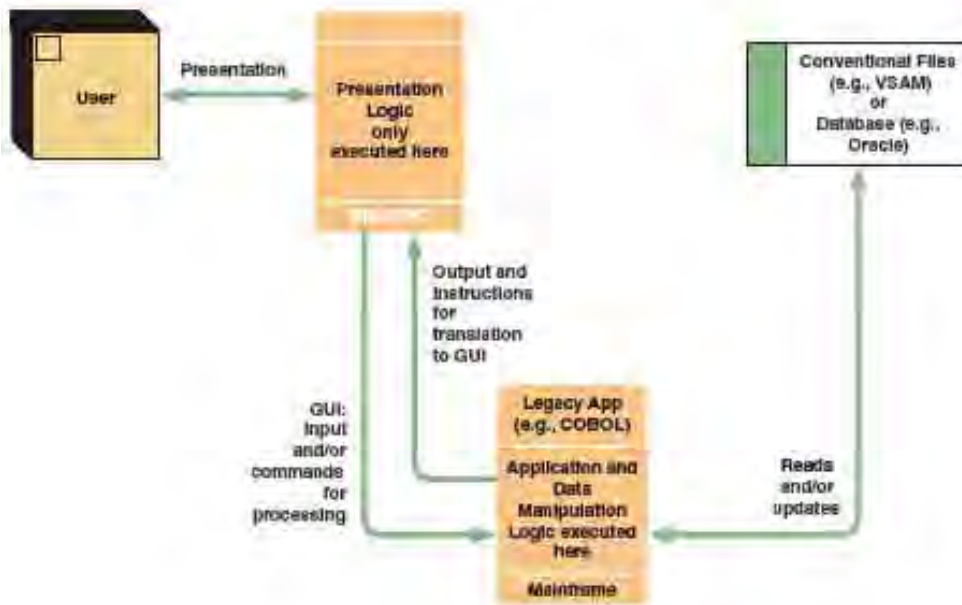 User
Presentation
Presentation
Logic
only
executed here
Conventional Files
(e.g., VSAM)
or
Database (e.g.,
Oracle)
Output and
Instructions
for
translation
to GUI
GUI:
Input
and/or
commands
for
processing
Legacy App
(e.g., COBOL)
Application and
Data
Manipulation
Logic executed
here
Mainframe
Reads
and/or
updates